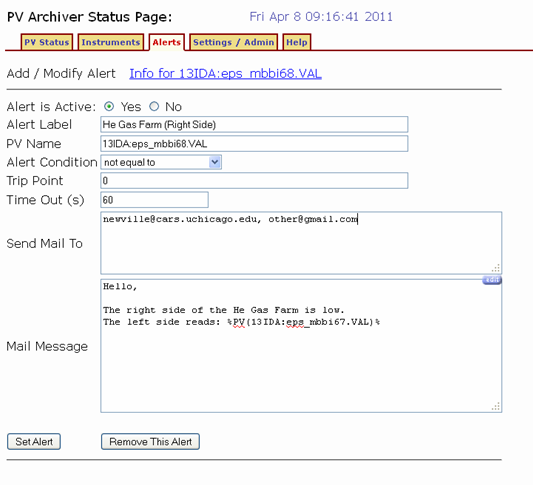 PV Archiver Status Page: Fri Apr 8 09:16:41 2011
PV Status Instruments Alerts Settings / Admin Help
Add / Modify Alert Info for 13IDA:eps_mbbi68.VAL
Alert is Active: Yes No
Alert Label He Gas Farm (Right Side)
PV Name 13IDA:eps_mbbi68.VAL
Alert Condition not equal to
Trip Point 0
Time Out (s) 60
newville@cars.uchicago.edu, other@gmail.com
Send Mail To
Hello,
The right side of the He Gas Farm is low.
The left side reads: %PV(13IDA:eps_mbbi67.VAL)%
Mail Message
Set Alert Remove This Alert